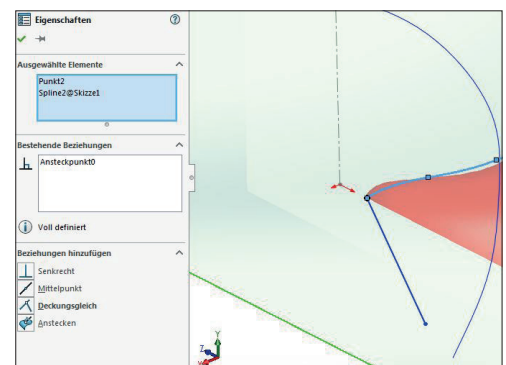 Eigenschaften
Ausgewählte Elemente
Punkt2
Spline2@Skizze1
Bestehende Beziehungen
Ansteckpunkt0
Voll definiert
Beziehungen hinzufügen
Senkrecht
Mittelpunkt
Deckungsgleich
Anstecken
Y
Z